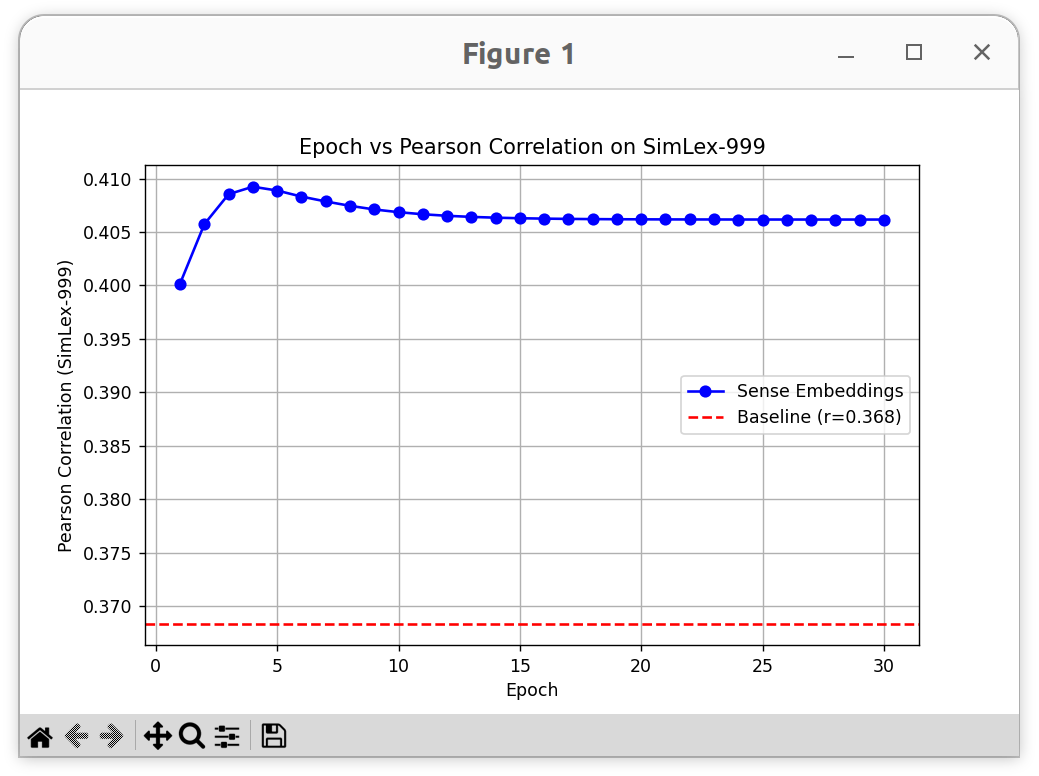 Figure 1
Epoch vs Pearson Correlation on SimLex-999
Pearson Correlation (SimLex-999)
0.410
0.405
0.400
0.395
0.390
0.385
0.380
0.375
0.370
Sense Embeddings
Baseline (r=0.368)
0 5 10 15 20 25 30
Epoch